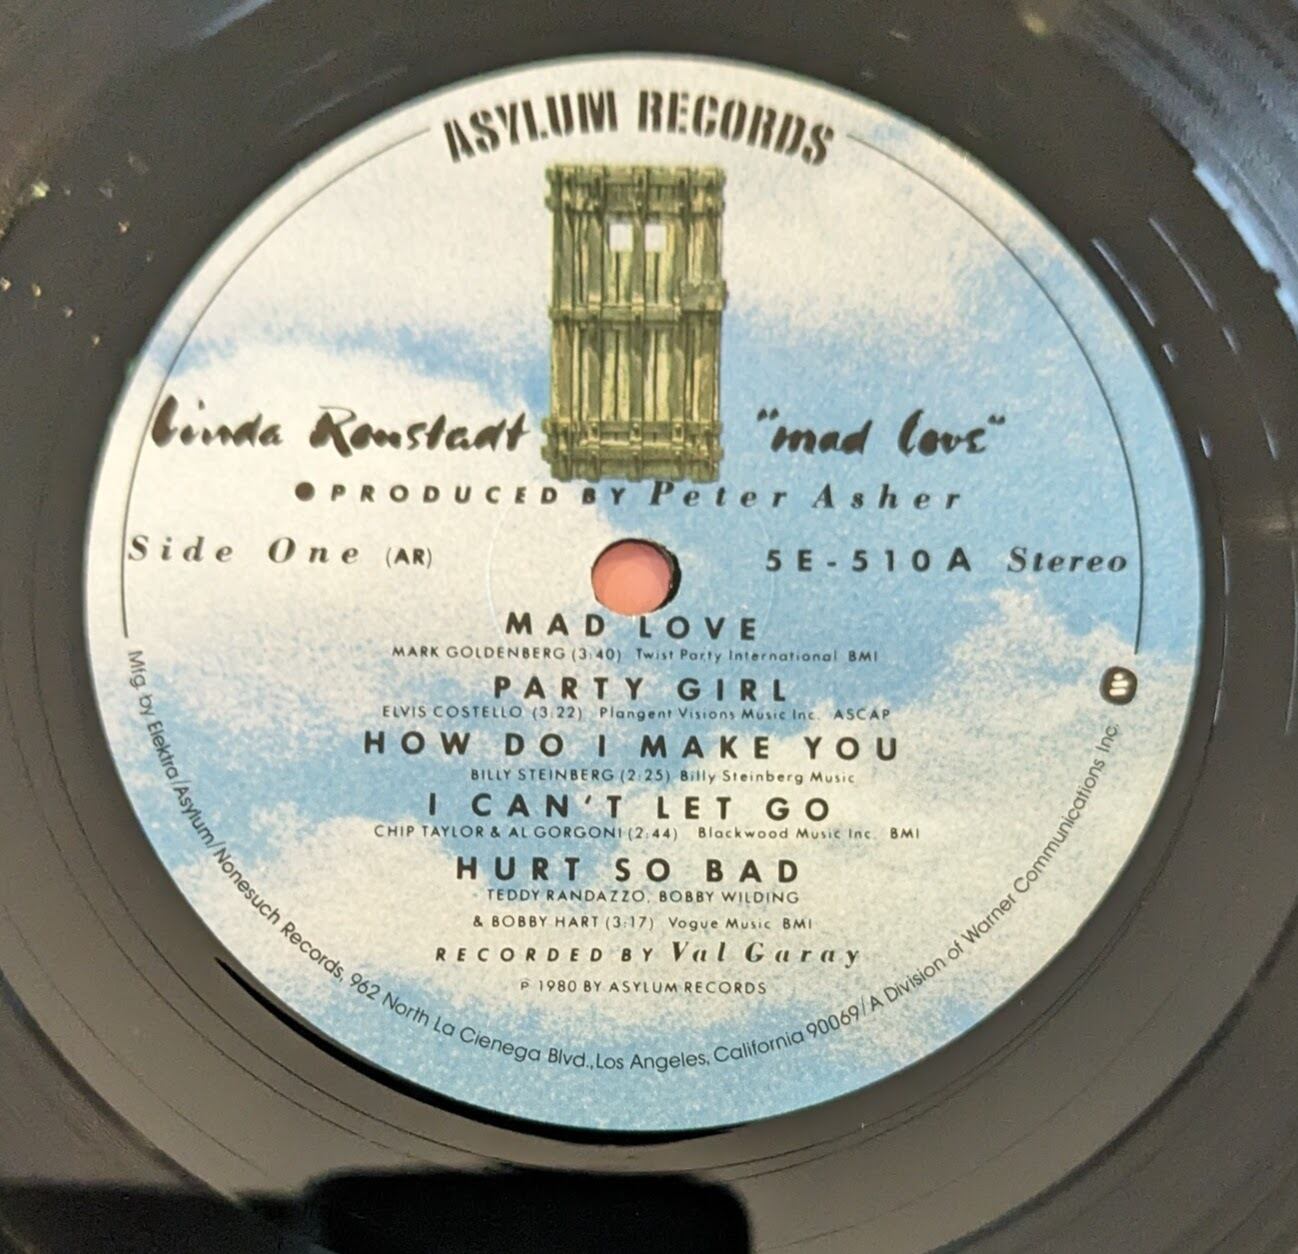 ASYLUM RECORDS
Linda Ronstadt "mad love"
● PRODUCED BY Peter Asher
Side One (AR) 5E-510A Stereo
MAD LOVE
MARK GOLDENBERG (3:40) Twist Party International BMI
PARTY GIRL
ELVIS COSTELLO (3:22) Plangent Visions Music Inc. ASCAP
HOW DO I MAKE YOU
BILLY STEINBERG (2:25) Billy Steinberg Music
I CAN'T LET GO
CHIP TAYLOR & AL GORGONI (2:44) Blackwood Music Inc. BMI
HURT SO BAD
TEDDY RANDAZZO, BOBBY WILDING
& BOBBY HART (3:17) Vogue Music BMI
RECORDED BY Val Garay
℗ 1980 BY ASYLUM RECORDS
Mfg. by Elektra/Asylum/Nonesuch Records, 962 North La Cienega Blvd., Los Angeles, California 90069/A Division of Warner Communications Inc.